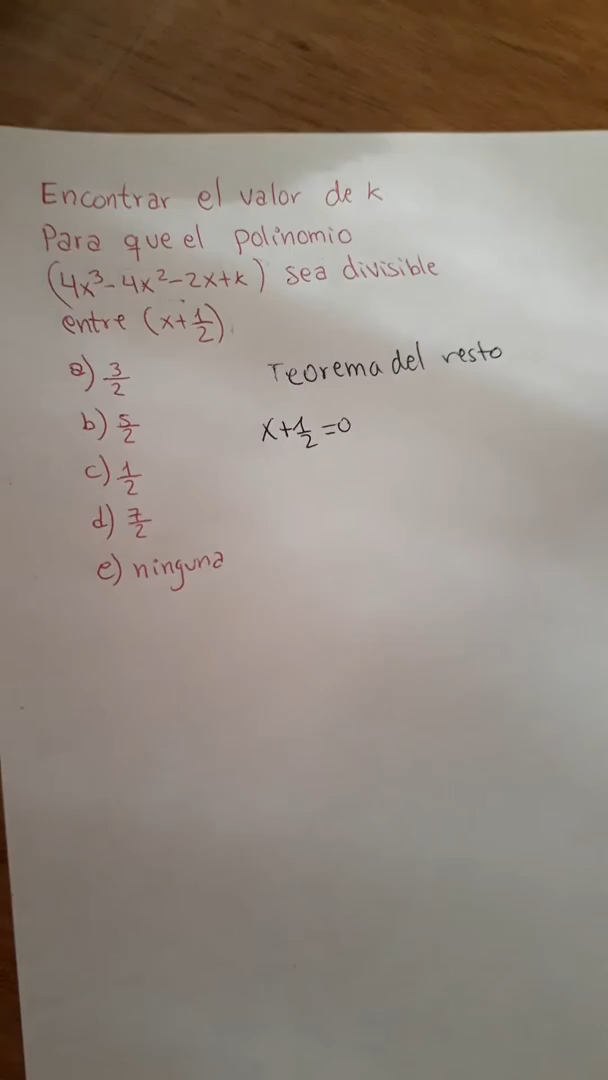 Encontrar el valor de k
Para que el polinomio
(4x³-4x²-2x+k) sea divisible
entre (x+1/2)
a) 3/2
Teorema del resto
b) 5/2
x+1/2=0
c) 1/2
d) 7/2
e) ninguna